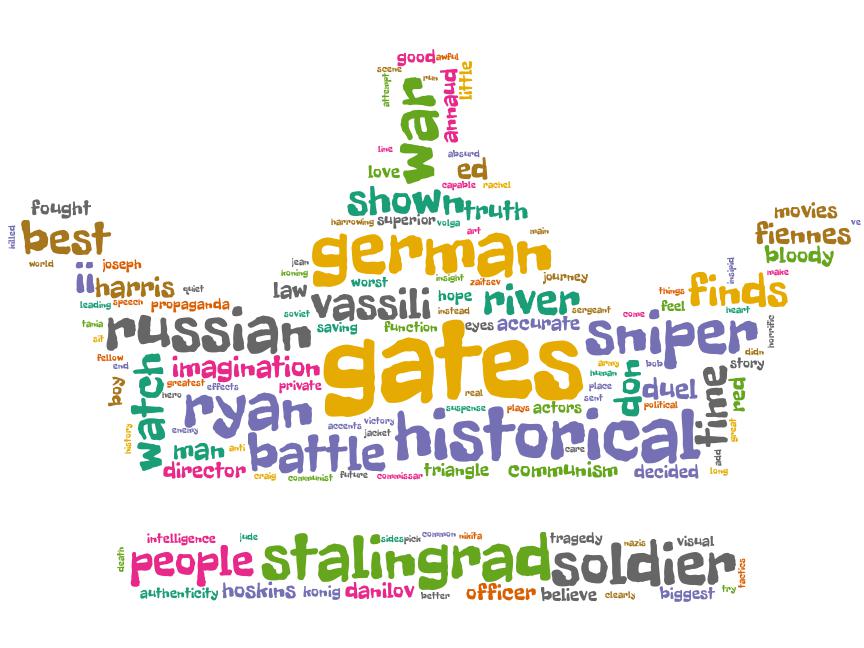 good
awful
scene
run
attempt
war
annaud
little
line
absurd
love
ed
capable
rachel
shown
truth
harrowing
superior
volga
art
main
german
fought
best
killed
world
joseph
ii
harris
quiet
leading
speech
propaganda
movies
fiennes
ve
bloody
make
insipid
things
finds
feel
heart
jean
koning
worst
insight
zaitsev
journey
law
vassili
hope
river
instead
sergeant
come
soviet
saving
function
eyes
accurate
tania
sit
russian
sniper
horrific
didn
fellow
end
boy
watch
imagination
greatest
effects
private
hero
gates
real
army
bob
human
place
sent
don
duel
political
story
time
red
great
ryan
enemy
suspense
plays
actors
accents
victory
jacket
historical
care
history
man
anti
battle
add
long
director
craig
communist
future
commissar
triangle
communism
decided
intelligence
jude
sides
pick
common
nikita
tragedy
nazis
visual
death
people
stalingrad
soldier
tactics
authenticity
hoskins
konig
danilov
better
officer
believe
clearly
biggest
try